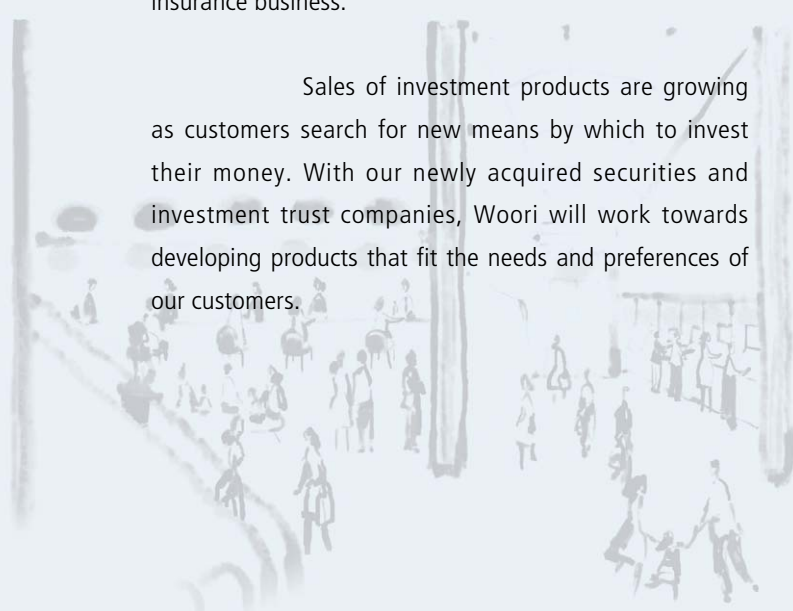 insurance business.
Sales of investment products are growing
as customers search for new means by which to invest
their money. With our newly acquired securities and
investment trust companies, Woori will work towards
developing products that fit the needs and preferences of
our customers.